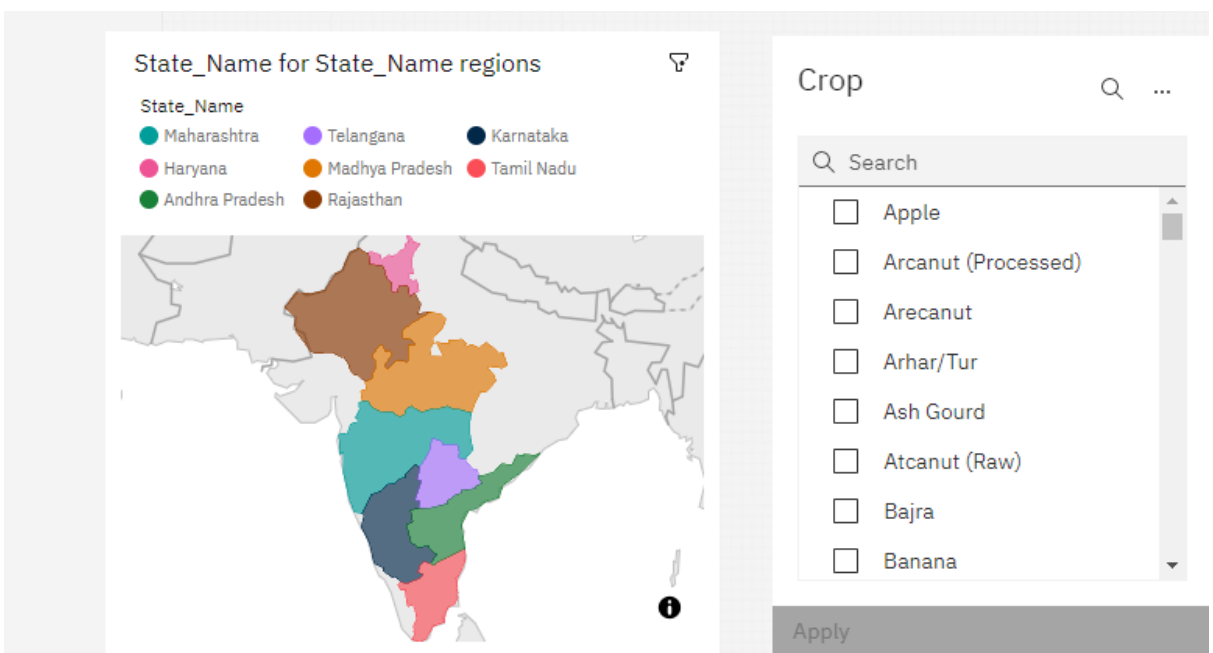 State_Name for State_Name regions
State_Name
Maharashtra Telangana Karnataka
Haryana Madhya Pradesh Tamil Nadu
Andhra Pradesh Rajasthan
Crop
...
Search
Apple
Arcanut (Processed)
Arecanut
Arhar/Tur
Ash Gourd
Atcanut (Raw)
Bajra
Banana
Apply